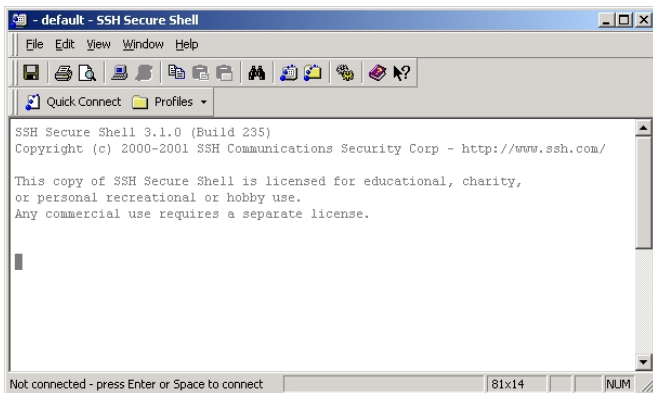 - default - SSH Secure Shell
File Edit View Window Help
Quick Connect Profiles
SSH Secure Shell 3.1.0 (Build 235)
Copyright (c) 2000-2001 SSH Communications Security Corp - http://www.ssh.com/
This copy of SSH Secure Shell is licensed for educational, charity,
or personal recreational or hobby use.
Any commercial use requires a separate license.
Not connected - press Enter or Space to connect 81x14 NUM